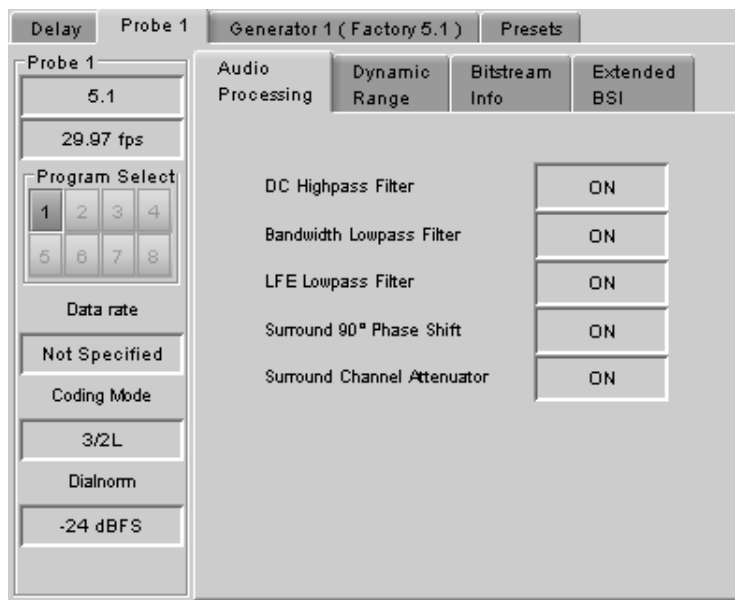 Delay Probe 1 Generator 1 ( Factory 5.1 ) Presets
Probe 1
5.1
29.97 fps
Program Select
1 2 3 4
5 6 7 8
Data rate
Not Specified
Coding Mode
3/2L
Dialnorm
-24 dBFS
Audio
Processing
Dynamic
Range
Bitstream
Info
Extended
BSI
DC Highpass Filter ON
Bandwidth Lowpass Filter ON
LFE Lowpass Filter ON
Surround 90° Phase Shift ON
Surround Channel Attenuator ON